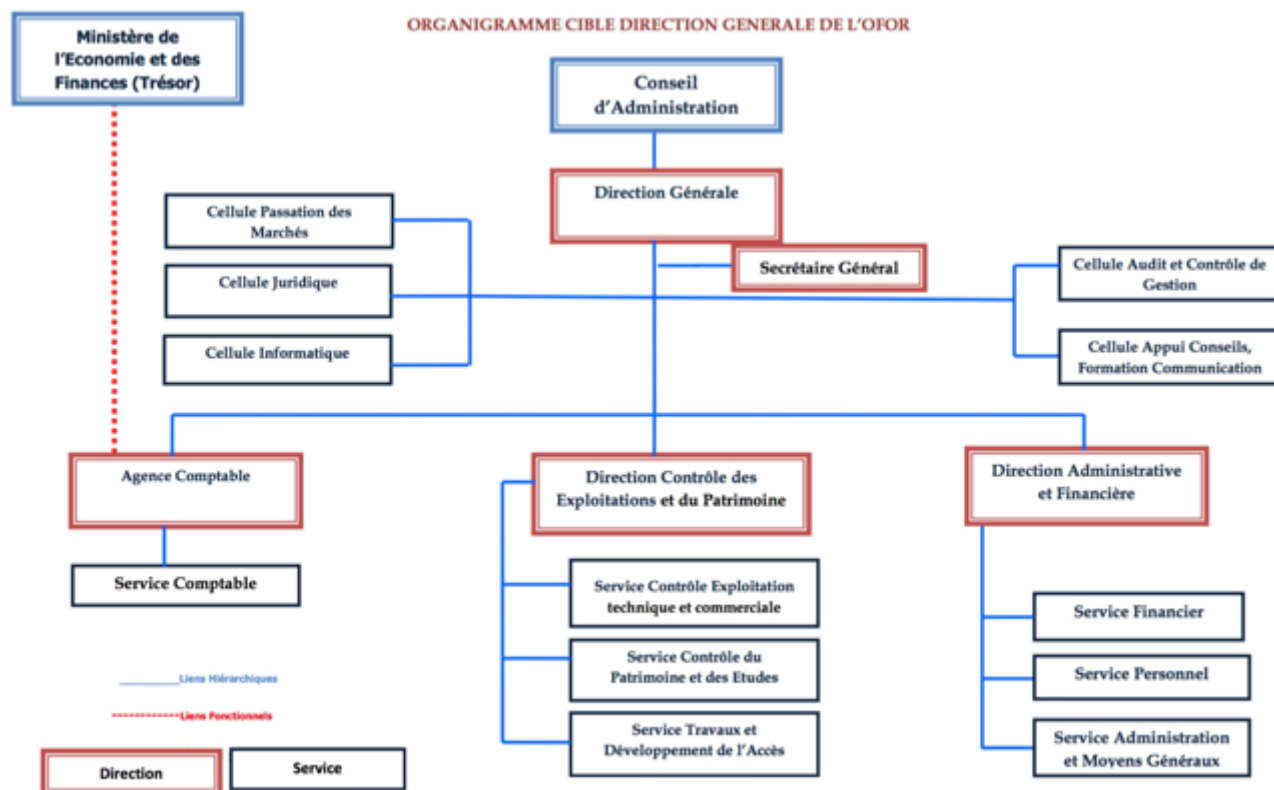 ORGANIGRAMME CIBLE DIRECTION GENERALE DE L'OFOR
Ministère de
l'Economie et des
Finances (Trésor)
Conseil
d'Administration
Direction Générale
Secrétaire Général
Cellule Passation des
Marchés
Cellule Juridique
Cellule Informatique
Cellule Audit et Contrôle de
Gestion
Cellule Appui Conseils,
Formation Communication
Agence Comptable
Service Comptable
Direction Contrôle des
Exploitations et du Patrimoine
Service Contrôle Exploitation
technique et commerciale
Service Contrôle du
Patrimoine et des Etudes
Service Travaux et
Développement de l'Accès
Direction Administrative
et Financière
Service Financier
Service Personnel
Service Administration
et Moyens Généraux
Liens Hiérarchiques
Liens Fonctionnels
Direction
Service